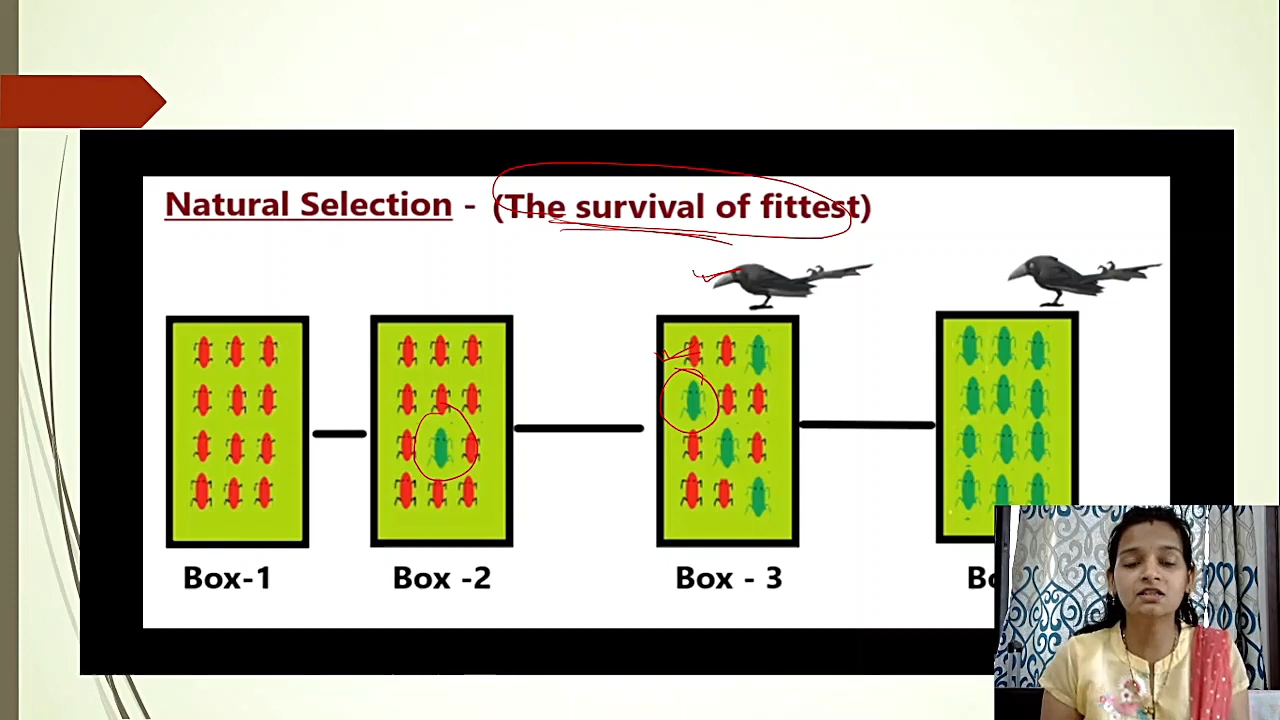 Natural Selection - (The survival of fittest)
Box-1
Box -2
Box - 3